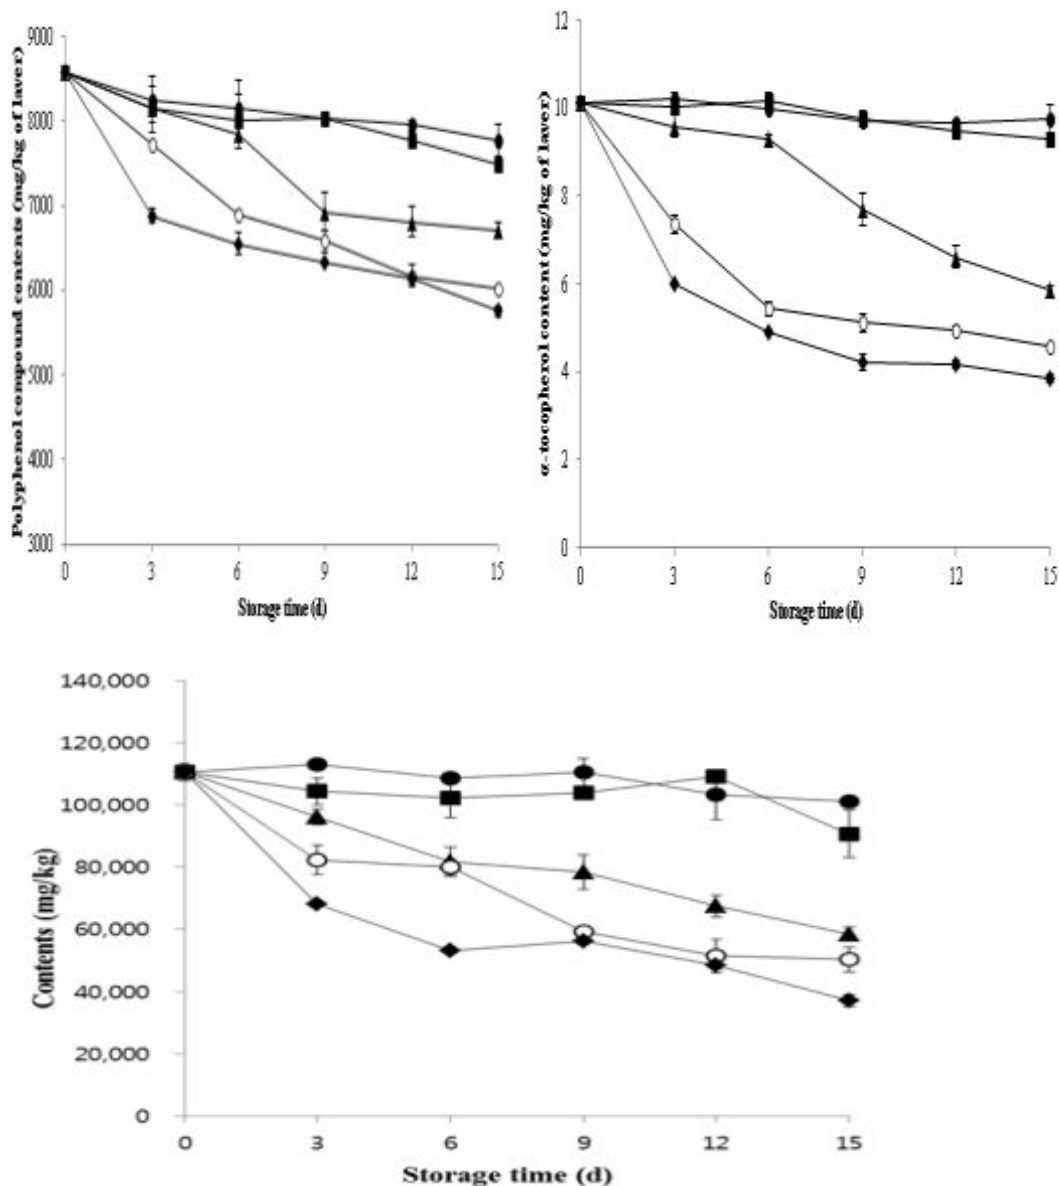 Polyphenol compound contents (mg/kg of laver)
9000
8000
7000
6000
5000
4000
3000
0 3 6 9 12 15
Storage time (d)
α-tocopherol content (mg/kg of laver)
12
10
8
6
4
2
0
0 3 6 9 12 15
Storage time (d)
Contents (mg/kg)
140,000
120,000
100,000
80,000
60,000
40,000
20,000
0
0 3 6 9 12 15
Storage time (d)